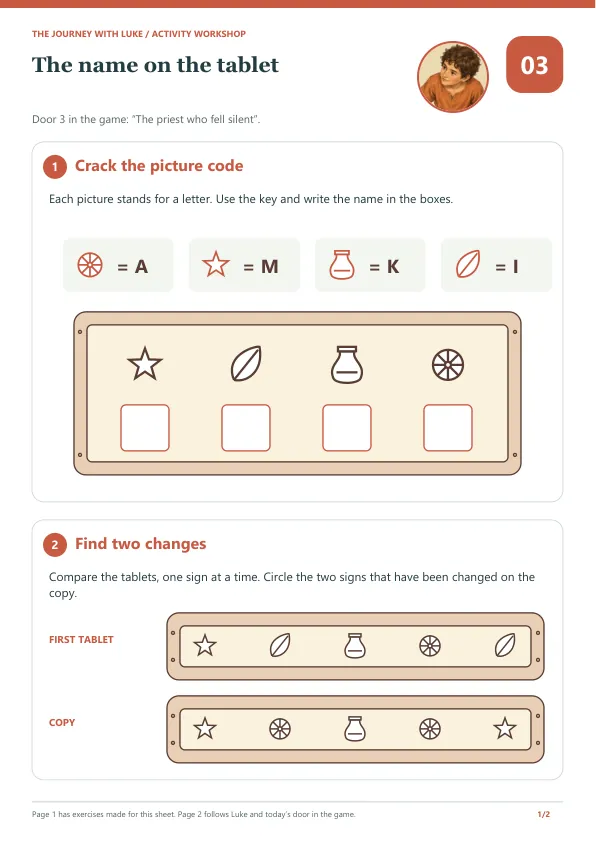 THE JOURNEY WITH LUKE / ACTIVITY WORKSHOP
The name on the tablet
03
Door 3 in the game: “The priest who fell silent”.
1 Crack the picture code
Each picture stands for a letter. Use the key and write the name in the boxes.
= A = M = K = I
2 Find two changes
Compare the tablets, one sign at a time. Circle the two signs that have been changed on the
copy.
FIRST TABLET
COPY
Page 1 has exercises made for this sheet. Page 2 follows Luke and today’s door in the game. 1/2